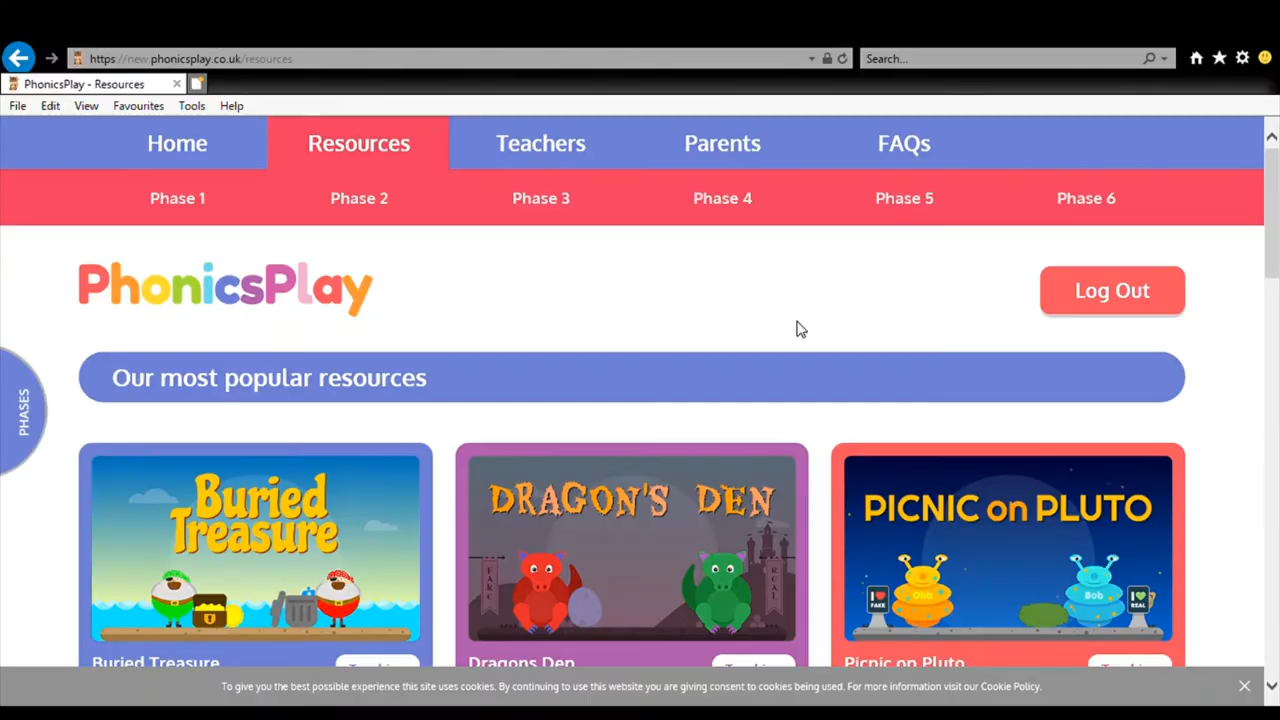 https://new.phonicsplay.co.uk/resources
Search...
PhonicsPlay - Resources
File Edit View Favourites Tools Help
Home Resources Teachers Parents FAQs
Phase 1 Phase 2 Phase 3 Phase 4 Phase 5 Phase 6
PhonicsPlay
Log Out
Our most popular resources
PHASES
Buried
Treasure
DRAGON'S DEN
FAKE
REAL
PICNIC on PLUTO
I
FAKE
Obb
Bob
I
REAL
Buried Treasure
Dragons Den
Picnic on Pluto
To give you the best possible experience this site uses cookies. By continuing to use this website you are giving consent to cookies being used. For more information visit our Cookie Policy.